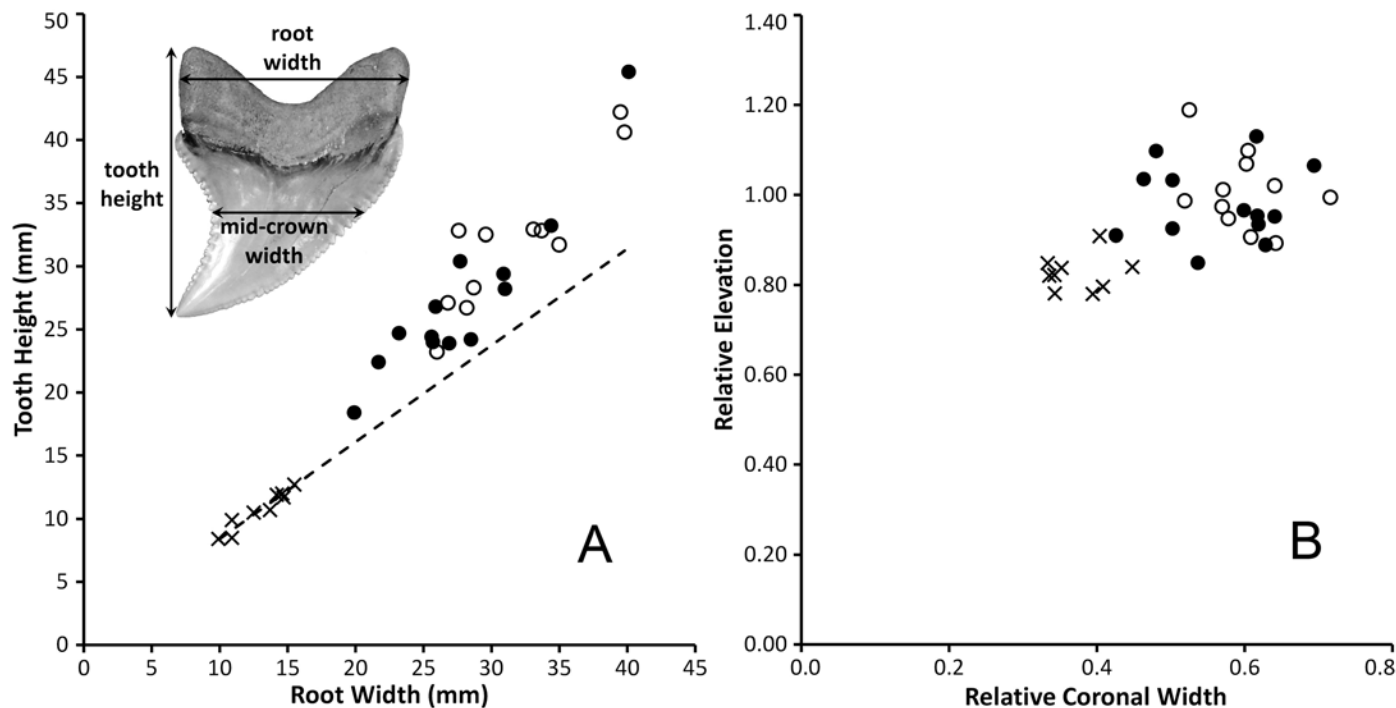 50
45
40
35
30
25
20
15
10
5
0
Tooth Height (mm)
root
width
tooth
height
mid-crown
width
A
0
5
10
15
20
25
30
35
40
45
Root Width (mm)
1.40
1.20
1.00
0.80
0.60
0.40
0.20
0.00
Relative Elevation
B
0.0
0.2
0.4
0.6
0.8
Relative Coronal Width